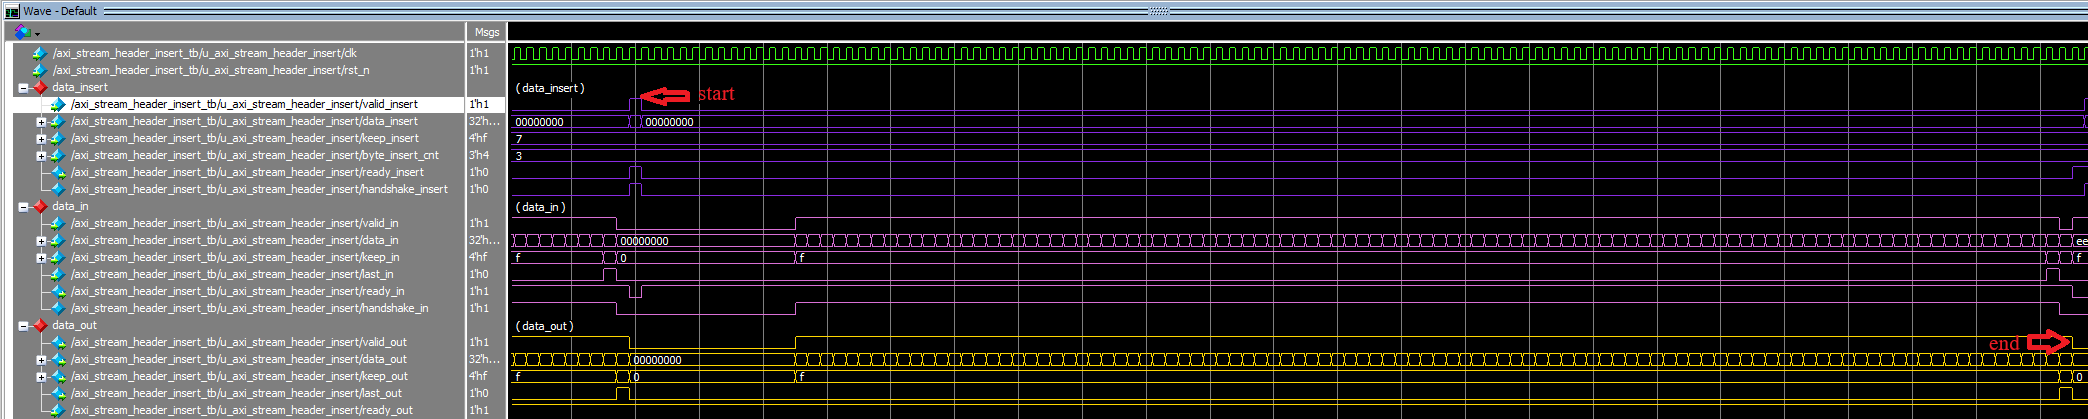 Wave - Default
Msgs
/axi_stream_header_insert_tb/u_axi_stream_header_insert/clk 1'h1
/axi_stream_header_insert_tb/u_axi_stream_header_insert/rst_n 1'h1
data_insert (data_insert)
/axi_stream_header_insert_tb/u_axi_stream_header_insert/valid_insert 1'h1 start
/axi_stream_header_insert_tb/u_axi_stream_header_insert/data_insert 32'h... 00000000 00000000
/axi_stream_header_insert_tb/u_axi_stream_header_insert/keep_insert 4'hf 7
/axi_stream_header_insert_tb/u_axi_stream_header_insert/byte_insert_cnt 3'h4 3
/axi_stream_header_insert_tb/u_axi_stream_header_insert/ready_insert 1'h0
/axi_stream_header_insert_tb/u_axi_stream_header_insert/handshake_insert 1'h0
data_in (data_in)
/axi_stream_header_insert_tb/u_axi_stream_header_insert/valid_in 1'h1
/axi_stream_header_insert_tb/u_axi_stream_header_insert/data_in 32'h... 00000000 ee
/axi_stream_header_insert_tb/u_axi_stream_header_insert/keep_in 4'hf f 0 f f
/axi_stream_header_insert_tb/u_axi_stream_header_insert/last_in 1'h0
/axi_stream_header_insert_tb/u_axi_stream_header_insert/ready_in 1'h1
/axi_stream_header_insert_tb/u_axi_stream_header_insert/handshake_in 1'h1
data_out (data_out)
/axi_stream_header_insert_tb/u_axi_stream_header_insert/valid_out 1'h1 end
/axi_stream_header_insert_tb/u_axi_stream_header_insert/data_out 32'h... 00000000
/axi_stream_header_insert_tb/u_axi_stream_header_insert/keep_out 4'hf f 0 f 0
/axi_stream_header_insert_tb/u_axi_stream_header_insert/last_out 1'h0
/axi_stream_header_insert_tb/u_axi_stream_header_insert/ready_out 1'h1